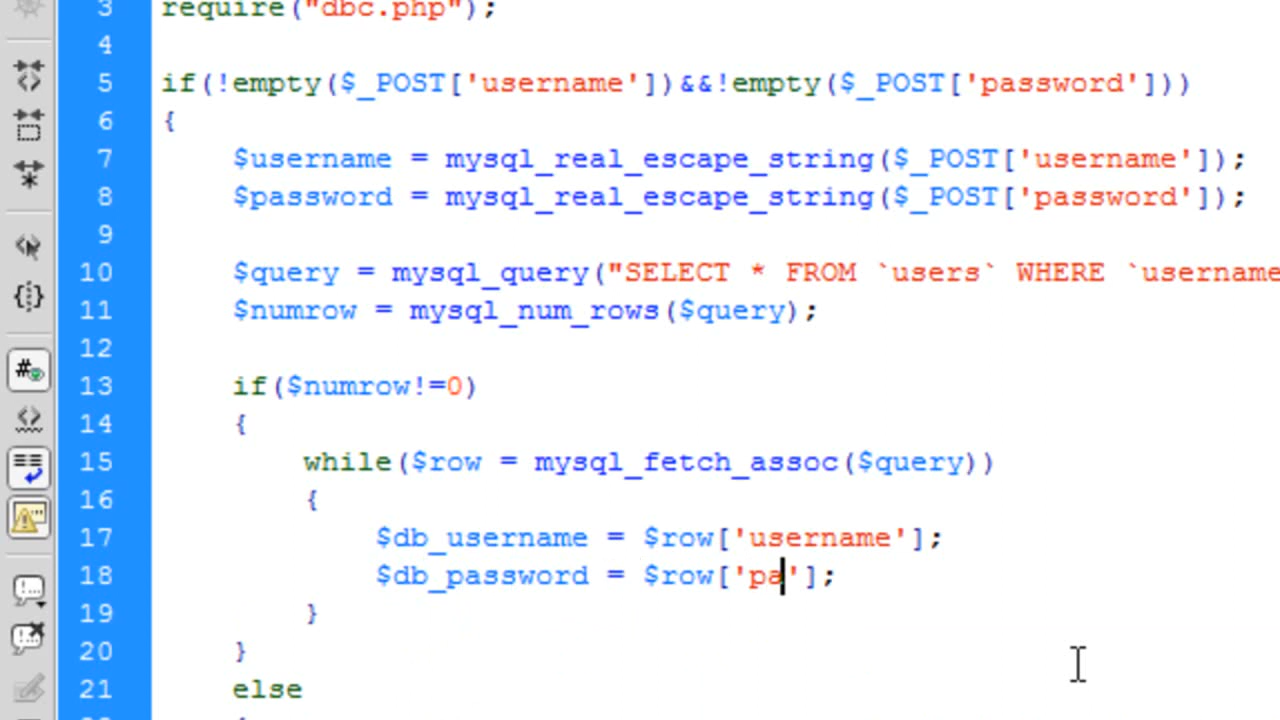 3 require("dbc.php");
4
5 if(!empty($_POST['username'])&&!empty($_POST['password']))
6 {
7 $username = mysql_real_escape_string($_POST['username']);
8 $password = mysql_real_escape_string($_POST['password']);
9
10 $query = mysql_query("SELECT * FROM `users` WHERE `username
11 $numrow = mysql_num_rows($query);
12
13 if($numrow!=0)
14 {
15 while($row = mysql_fetch_assoc($query))
16 {
17 $db_username = $row['username'];
18 $db_password = $row['pa'];
19 }
20 }
21 else